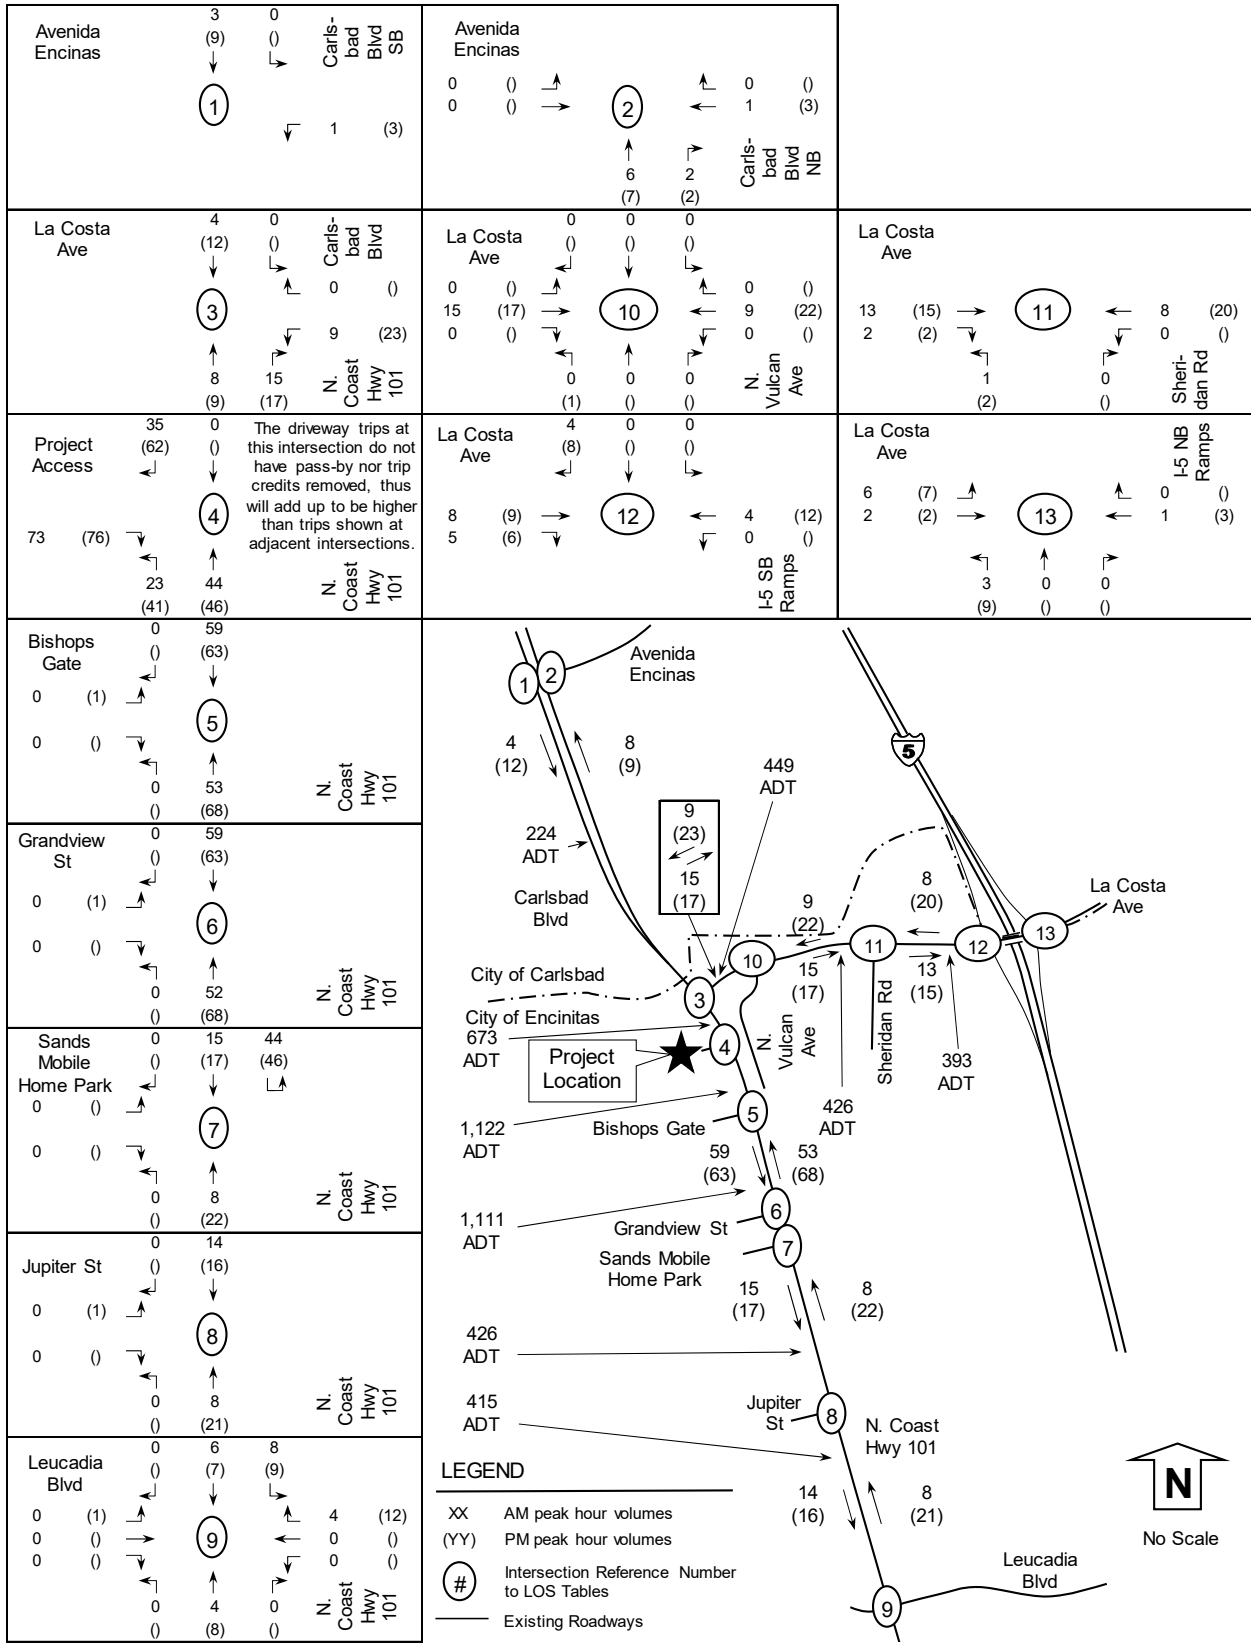 Avenida
Encinas
3 0
(9) ()
Carls-
bad
Blvd
SB
1
1 (3)
Avenida
Encinas
0 () 0 ()
0 () 2 1 (3)
6 2
(7) (2)
Carls-
bad
Blvd
NB
La Costa
Ave
4 0
(12) ()
Carls-
bad
Blvd
0 ()
3
9 (23)
8 15
(9) (17)
N.
Coast
Hwy
101
La Costa
Ave
0 0 0
() () ()
0 () 0 ()
15 (17) 10 9 (22)
0 () 0 ()
0 0 0
(1) () ()
N.
Vulcan
Ave
La Costa
Ave
13 (15) 11 8 (20)
2 (2) 0 ()
1 0
(2) ()
Sheri-
dan Rd
Project
Access
35 0
(62) ()
The driveway trips at
this intersection do not
have pass-by nor trip
credits removed, thus
will add up to be higher
than trips shown at
adjacent intersections.
4
73 (76)
23 44
(41) (46)
N.
Coast
Hwy
101
La Costa
Ave
4 0 0
(8) () ()
8 (9) 12 4 (12)
5 (6) 0 ()
I-5 SB
Ramps
La Costa
Ave
I-5 NB
Ramps
6 (7) 0 ()
2 (2) 13 1 (3)
3 0 0
(9) () ()
Bishops
Gate
0 59
() (63)
0 (1)
5
0 ()
0 53
() (68)
N.
Coast
Hwy
101
Grandview
St
0 59
() (63)
0 (1)
6
0 ()
0 52
() (68)
N.
Coast
Hwy
101
Sands
Mobile
Home Park
0 15 44
() (17) (46)
0 ()
7
0 ()
0 8
() (22)
N.
Coast
Hwy
101
Jupiter St
0 14
() (16)
0 (1)
8
0 ()
0 8
() (21)
N.
Coast
Hwy
101
Leucadia
Blvd
0 6 8
() (7) (9)
0 (1) 4 (12)
0 () 9 0 ()
0 () 0 ()
0 4 0
() (8) ()
N.
Coast
Hwy
101
1 2
Avenida
Encinas
4
(12)
8
(9)
5
449
ADT
224
ADT
9
(23)
15
(17)
Carlsbad
Blvd
9
(22)
8
(20)
La Costa
Ave
10 11 12 13
15
(17)
13
(15)
City of Carlsbad
3
City of Encinitas
673
ADT
Project
Location
4
N.
Vulcan
Ave
Sheridan Rd
393
ADT
426
ADT
1,122
ADT
Bishops Gate
5
59
(63)
53
(68)
1,111
ADT
Grandview St
6
Sands Mobile
Home Park
7
15
(17)
8
(22)
426
ADT
415
ADT
Jupiter
St
8
N. Coast
Hwy 101
14
(16)
8
(21)
Leucadia
Blvd
9
N
No Scale
LEGEND
XX AM peak hour volumes
(YY) PM peak hour volumes
# Intersection Reference Number
to LOS Tables
Existing Roadways